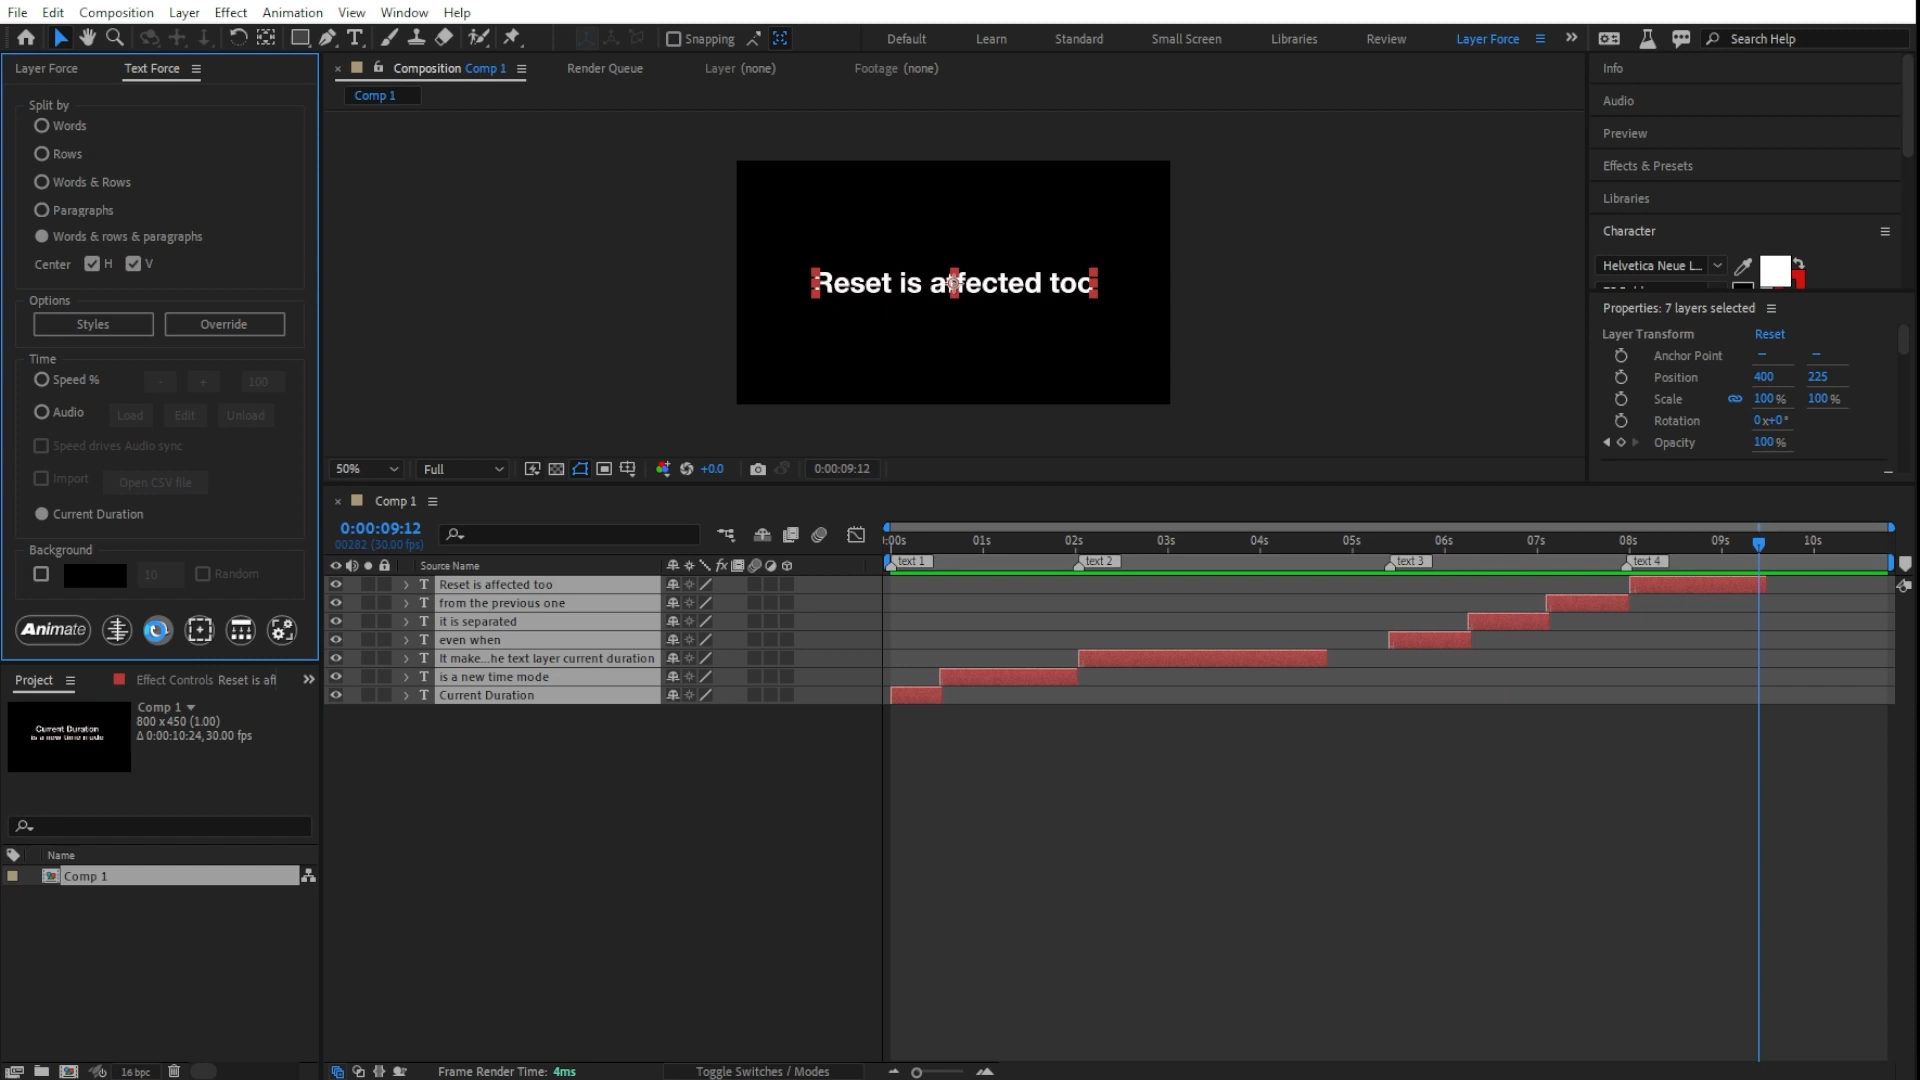 File Edit Composition Layer Effect Animation View Window Help
Snapping Default Learn Standard Small Screen Libraries Review Layer Force Search Help
Layer Force Text Force
Split by
Words
Rows
Words & Rows
Paragraphs
Words & rows & paragraphs
Center H V
Options
Styles Override
Time
Speed % - + 100
Audio Load Edit Unload
Speed drives Audio sync
Import Open CSV file
Current Duration
Background
10 Random
Animate
Composition Comp 1 Render Queue Layer (none) Footage (none)
Comp 1
Reset is affected too
50% Full +0.0 0:00:09:12
Info
Audio
Preview
Effects & Presets
Libraries
Character
Helvetica Neue L...
Properties: 7 layers selected
Layer Transform Reset
Anchor Point – –
Position 400 225
Scale 100 % 100 %
Rotation 0x+0°
Opacity 100 %
Project Effect Controls Reset is aff
Comp 1
800 x 450 (1.00)
Δ 0:00:10:24, 30.00 fps
Current Duration
is a new time mode
Name
Comp 1
16 bpc
Comp 1
0:00:09:12
00282 (30.00 fps)
:00s 01s 02s 03s 04s 05s 06s 07s 08s 09s 10s
Source Name fx text 1 text 2 text 3 text 4
T Reset is affected too
T from the previous one
T it is separated
T even when
T It make...he text layer current duration
T is a new time mode
T Current Duration
Frame Render Time: 4ms Toggle Switches / Modes